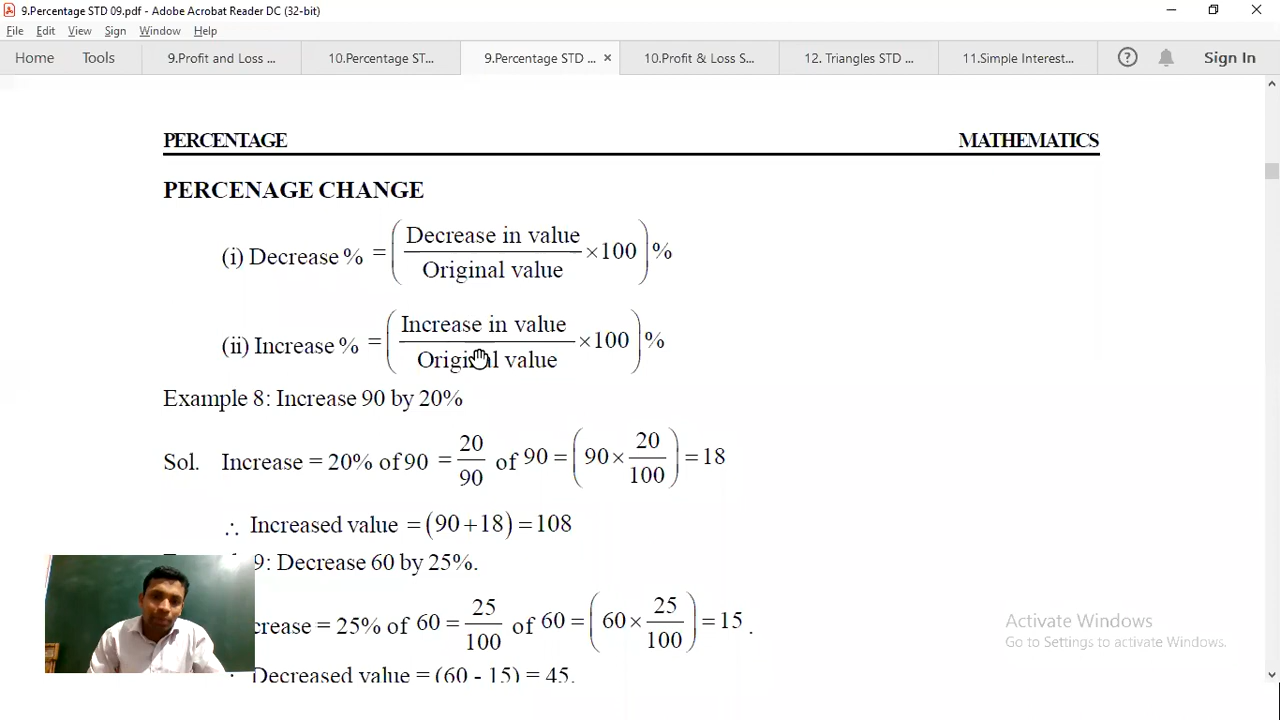 9.Percentage STD 09.pdf - Adobe Acrobat Reader DC (32-bit)
File Edit View Sign Window Help
Home Tools 9.Profit and Loss ... 10.Percentage ST... 9.Percentage STD ... × 10.Profit & Loss S... 12. Triangles STD ... 11.Simple Interest... ? Sign In
PERCENTAGE MATHEMATICS
PERCENAGE CHANGE
(i) Decrease % = (Decrease in value / Original value ×100) %
(ii) Increase % = (Increase in value / Original value ×100) %
Example 8: Increase 90 by 20%
Sol. Increase = 20% of 90 = 20/90 of 90 = (90 × 20/100) = 18
∴ Increased value = (90+18) = 108
9: Decrease 60 by 25%.
crease = 25% of 60 = 25/100 of 60 = (60 × 25/100) = 15 .
Decreased value = (60 - 15) = 45.
Activate Windows
Go to Settings to activate Windows.